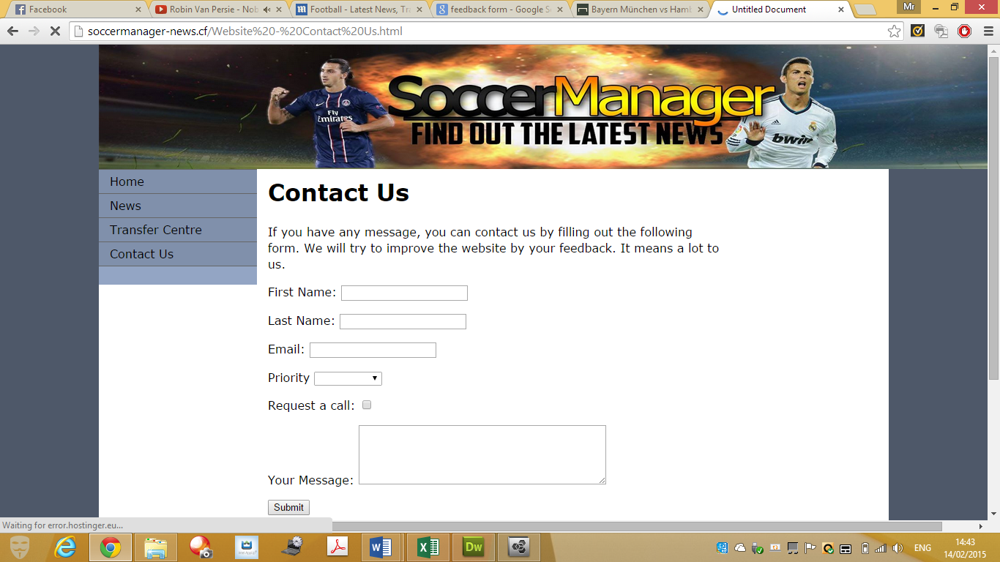 Facebook
Robin Van Persie - Nob
Football - Latest News, Tra
feedback form - Google Se
Bayern München vs Hamb
Untitled Document
Mr
soccermanager-news.cf/Website%20-%20Contact%20Us.html
SoccerManager
FIND OUT THE LATEST NEWS
Fly
Emirates
bwin
Home
News
Transfer Centre
Contact Us
Contact Us
If you have any message, you can contact us by filling out the following
form. We will try to improve the website by your feedback. It means a lot to
us.
First Name:
Last Name:
Email:
Priority
Request a call:
Your Message:
Submit
Waiting for error.hostinger.eu...
Dw
ENG
14:43
14/02/2015